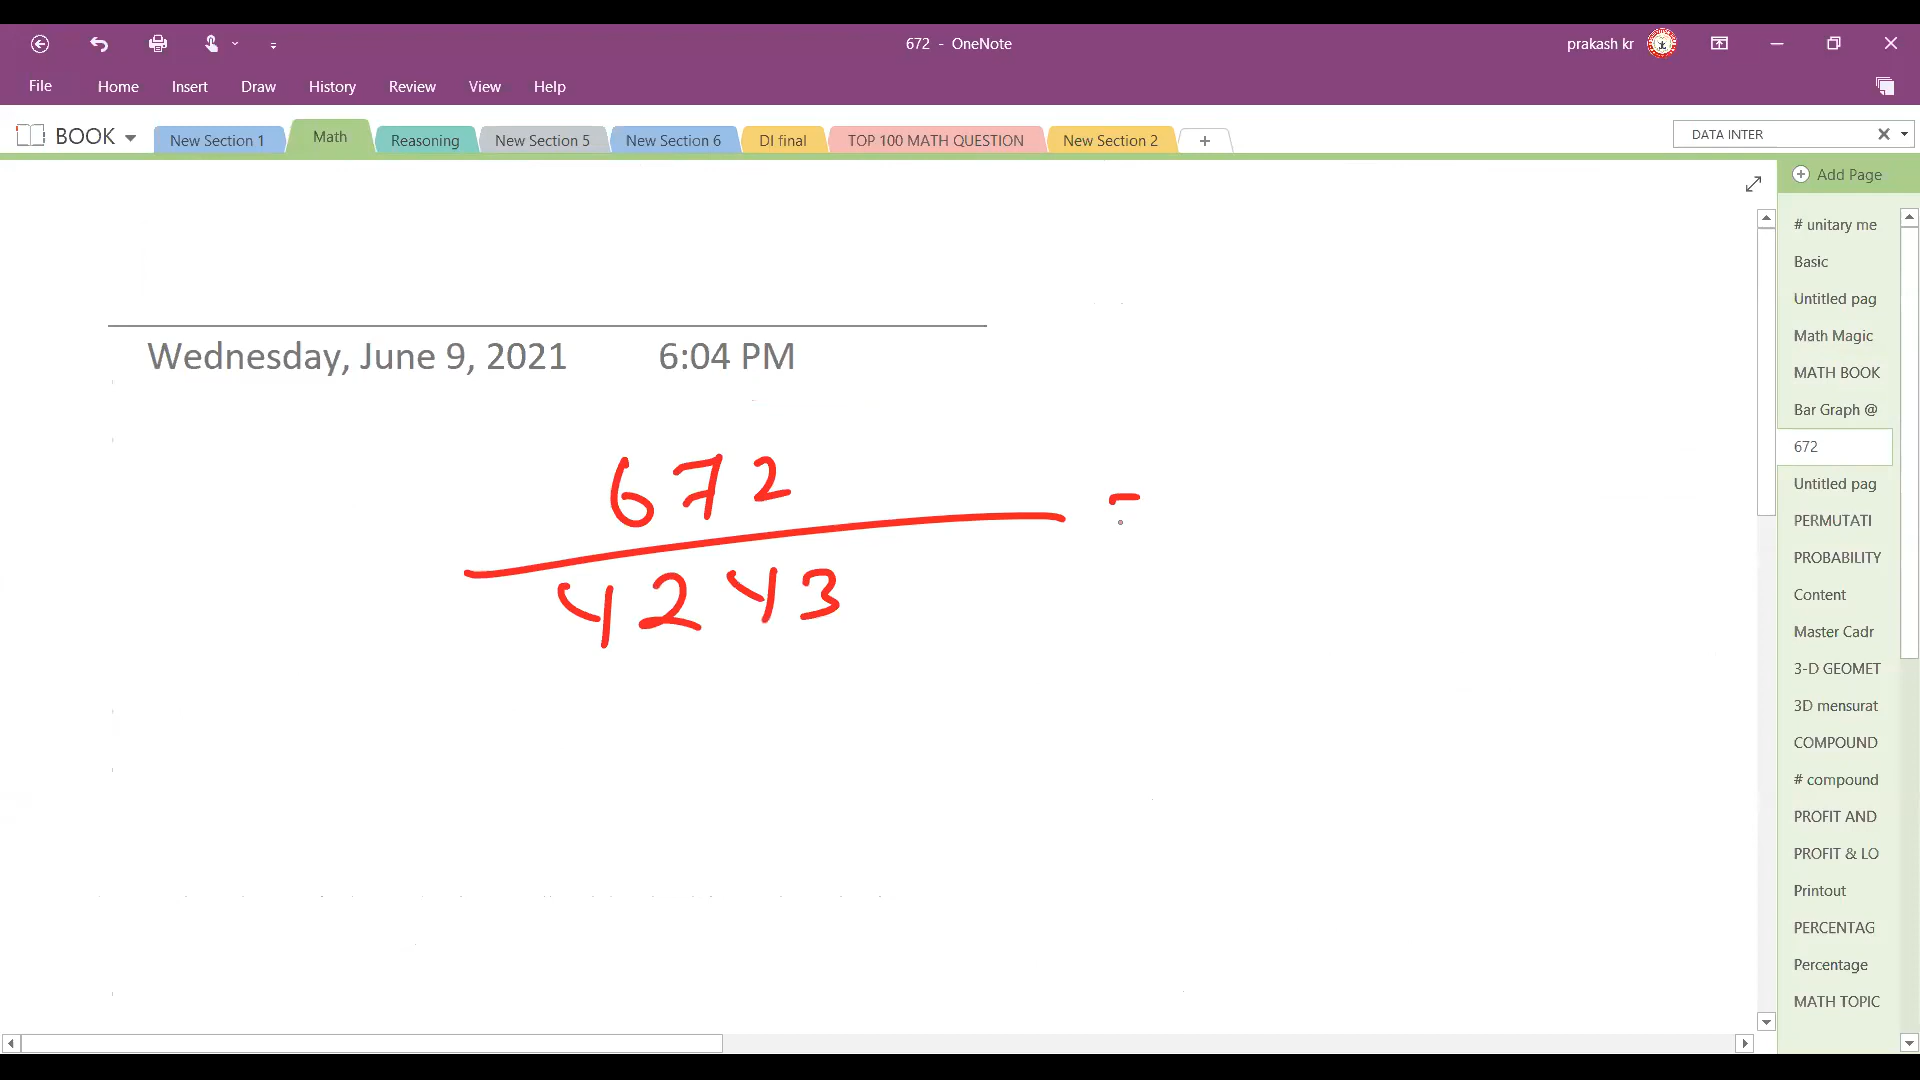 672 - OneNote
prakash kr
File Home Insert Draw History Review View Help
BOOK New Section 1 Math Reasoning New Section 5 New Section 6 DI final TOP 100 MATH QUESTION New Section 2 + DATA INTER
Add Page
# unitary me
Basic
Untitled pag
Math Magic
MATH BOOK
Bar Graph @
672
Untitled pag
PERMUTATI
PROBABILITY
Content
Master Cadr
3-D GEOMET
3D mensurat
COMPOUND
# compound
PROFIT AND
PROFIT & LO
Printout
PERCENTAG
Percentage
MATH TOPIC
Wednesday, June 9, 2021 6:04 PM
672
4243